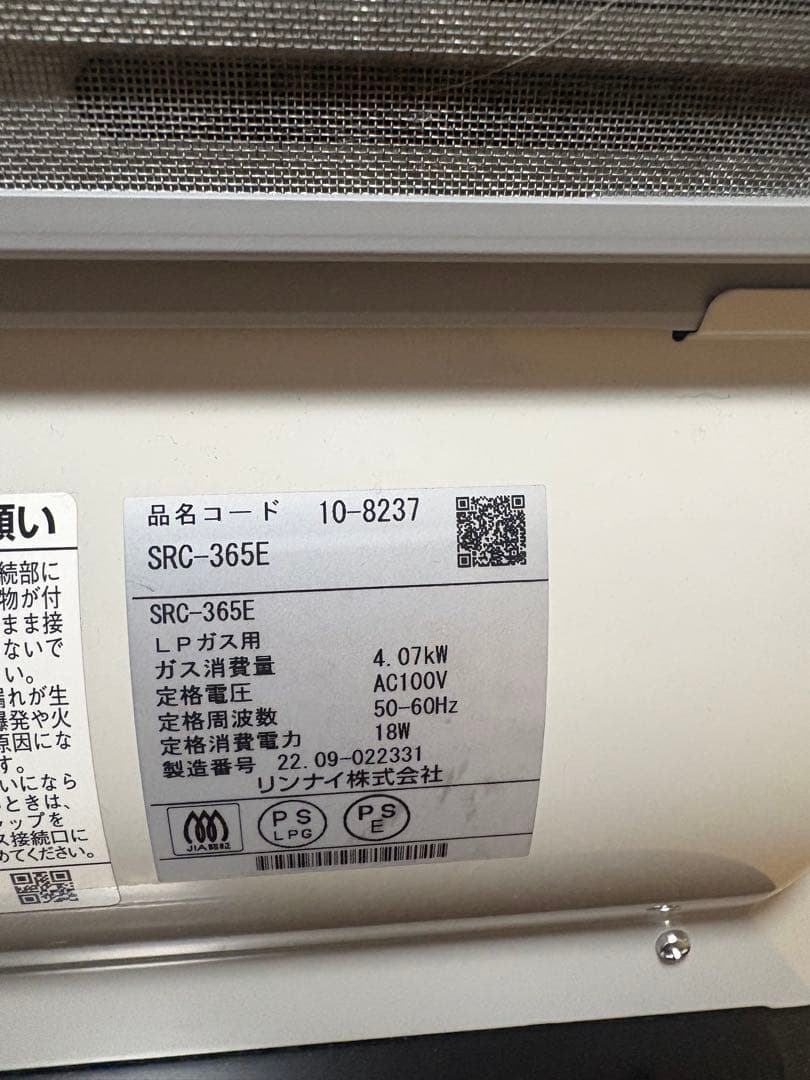 願い
続部に
物が付
まま接
ないで
い。
漏れが生
爆発や火
原因にな
す。
いになら
ときは、
ャップを
ス接続口に
めてください。
品名コード 10-8237
SRC-365E
SRC-365E
LPガス用
ガス消費量 4.07kW
定格電圧 AC100V
定格周波数 50-60Hz
定格消費電力 18W
製造番号 22.09-022331
リンナイ株式会社
JIA認証
PS LPG
PS E